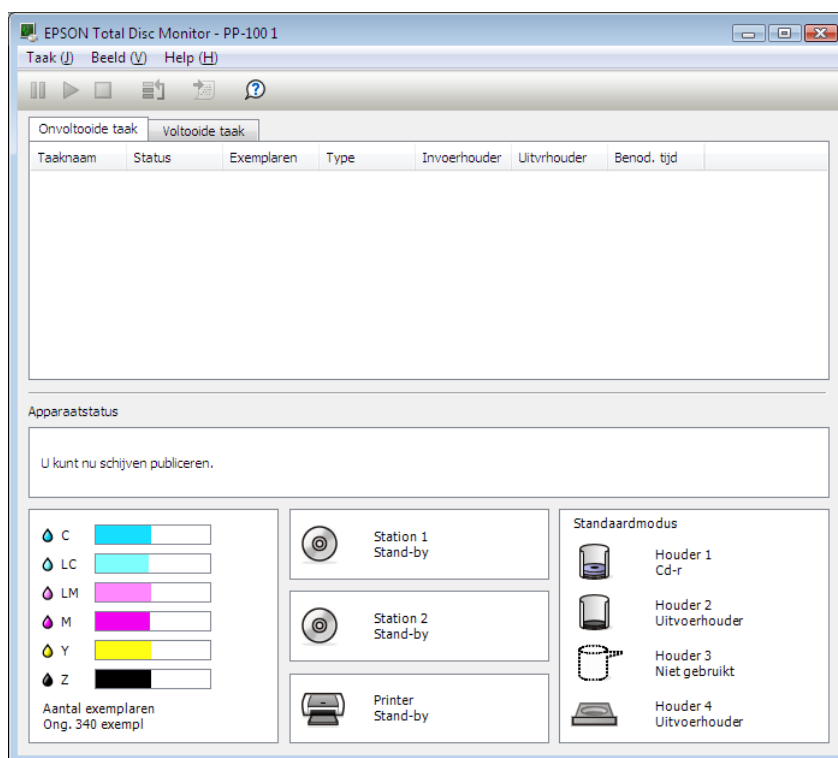 EPSON Total Disc Monitor - PP-100 1
Taak (J) Beeld (V) Help (H)
Onvoltooide taak Voltooide taak
Taaknaam Status Exemplaren Type Invoerhouder Uitvrhouder Benod. tijd
Apparaatstatus
U kunt nu schijven publiceren.
C
LC
LM
M
Y
Z
Aantal exemplaren
Ong. 340 exempl
Station 1
Stand-by
Station 2
Stand-by
Printer
Stand-by
Standaardmodus
Houder 1
Cd-r
Houder 2
Uitvoerhouder
Houder 3
Niet gebruikt
Houder 4
Uitvoerhouder